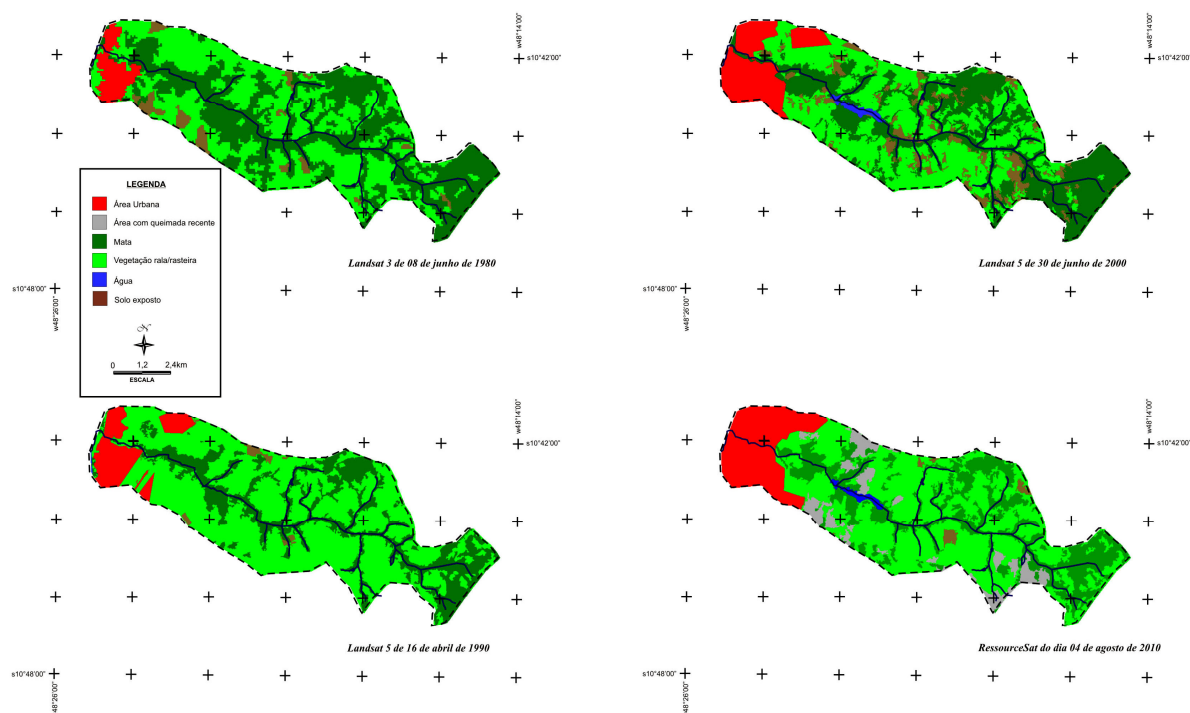 w48°14'00"
s10°42'00"
Landsat 3 de 08 de junho de 1980
s10°48'00"
w48°26'00"
w48°14'00"
s10°42'00"
Landsat 5 de 30 de junho de 2000
s10°48'00"
w48°26'00"
LEGENDA
Área Urbana
Área com queimada recente
Mata
Vegetação rala/rasteira
Água
Solo exposto
N
0 1,2 2,4km
ESCALA
w48°14'00"
s10°42'00"
Landsat 5 de 16 de abril de 1990
s10°48'00"
48°26'00"
w48°14'00"
s10°42'00"
RessourceSat do dia 04 de agosto de 2010
s10°48'00"
48°26'00"